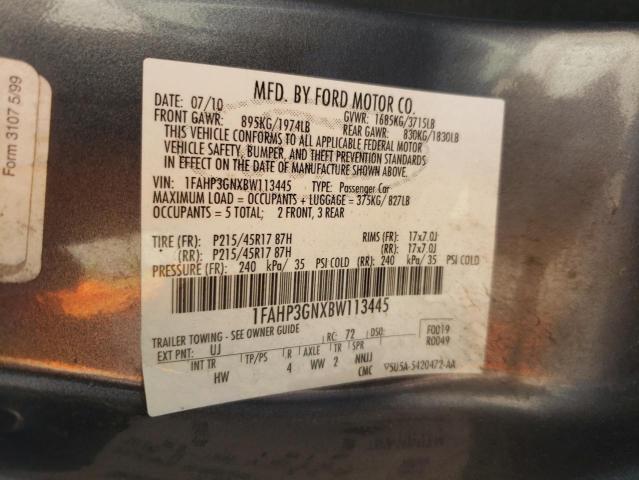 Form 3107 5/99
MFD. BY FORD MOTOR CO.
DATE: 07/10
GVWR: 1685KG/3715LB
FRONT GAWR: 895KG/1974LB REAR GAWR: 830KG/1830LB
THIS VEHICLE CONFORMS TO ALL APPLICABLE FEDERAL MOTOR
VEHICLE SAFETY, BUMPER, AND THEFT PREVENTION STANDARDS
IN EFFECT ON THE DATE OF MANUFACTURE SHOWN ABOVE.
VIN: 1FAHP3GNXBW113445 TYPE: Passenger Car
MAXIMUM LOAD = OCCUPANTS + LUGGAGE = 375KG/ 827LB
OCCUPANTS = 5 TOTAL; 2 FRONT, 3 REAR
TIRE (FR): P215/45R17 87H RIMS (FR): 17x7.0J
(RR): P215/45R17 87H (RR): 17x7.0J
PRESSURE (FR): 240 kPa/ 35 PSI COLD (RR): 240 kPa/ 35 PSI COLD
1FAHP3GNXBW113445
TRAILER TOWING - SEE OWNER GUIDE RC: 72 DSO: F0019
R0049
EXT PNT: UJ
INT TR TP/PS R AXLE TR SPR
HW 4 WW 2 NNJJ
CMC 5U5A-5420472-AA